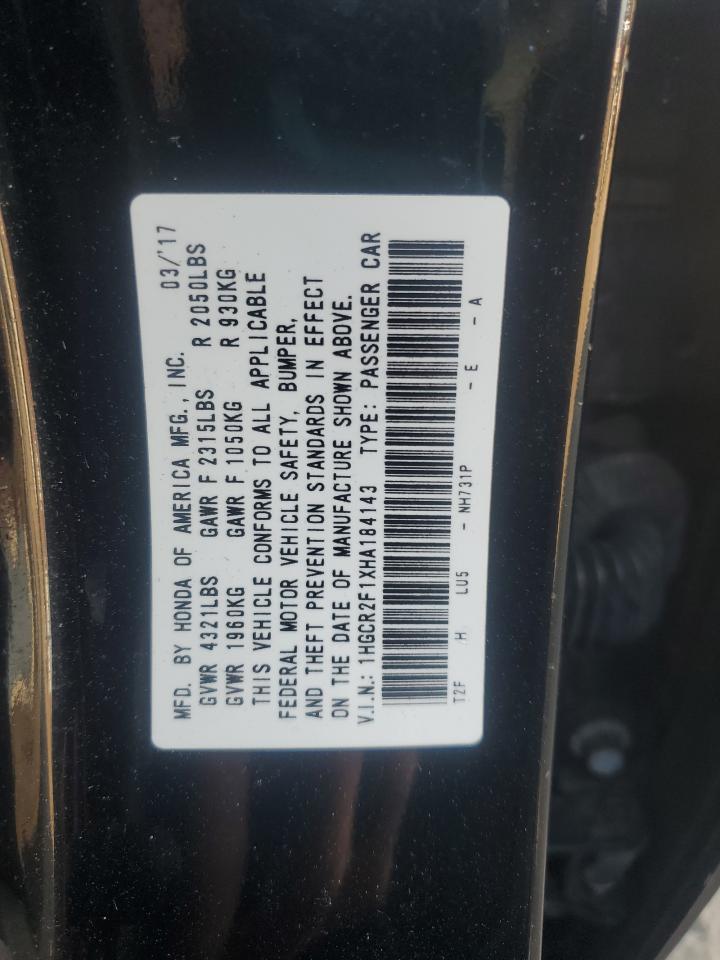 MFD. BY HONDA OF AMERICA MFG., INC. 03/'17
GVWR 4321LBS GAWR F 2315LBS R 2050LBS
GVWR 1960KG GAWR F 1050KG R 930KG
THIS VEHICLE CONFORMS TO ALL APPLICABLE
FEDERAL MOTOR VEHICLE SAFETY, BUMPER,
AND THEFT PREVENTION STANDARDS IN EFFECT
ON THE DATE OF MANUFACTURE SHOWN ABOVE.
V.I.N.: 1HGCR2F1XHA184143 TYPE: PASSENGER CAR
T2F H LU5 - NH731P - E - A